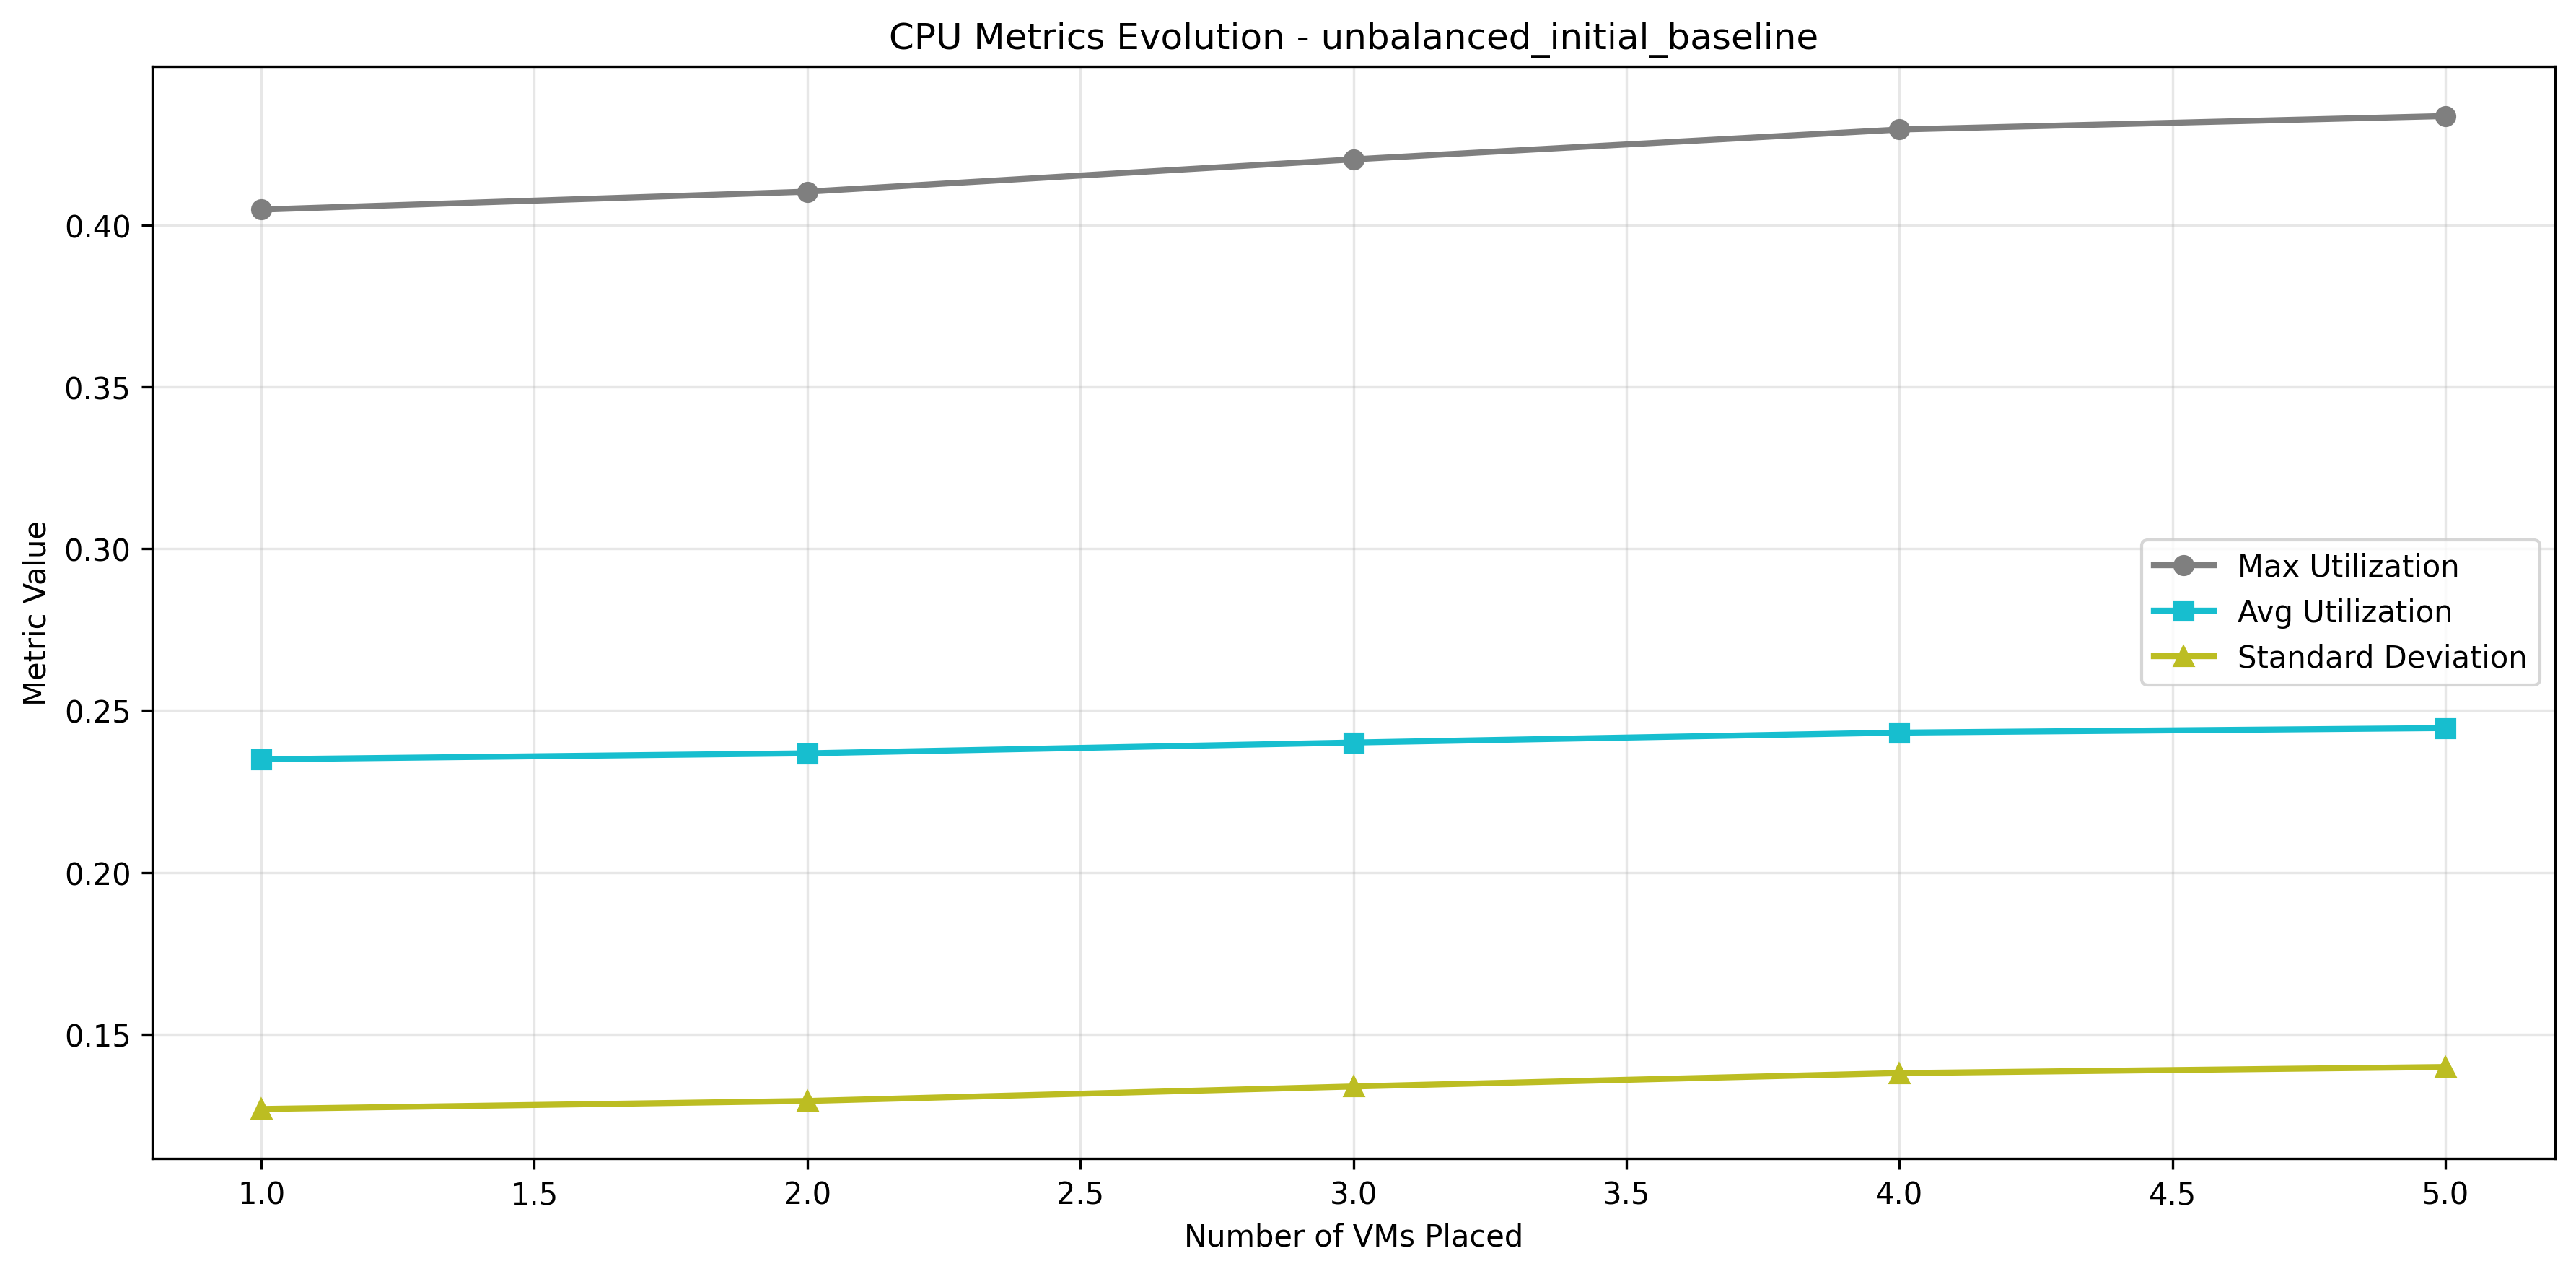 CPU Metrics Evolution - unbalanced_initial_baseline
Metric Value
0.40
0.35
0.30
0.25
0.20
0.15
Max Utilization
Avg Utilization
Standard Deviation
1.0 1.5 2.0 2.5 3.0 3.5 4.0 4.5 5.0
Number of VMs Placed